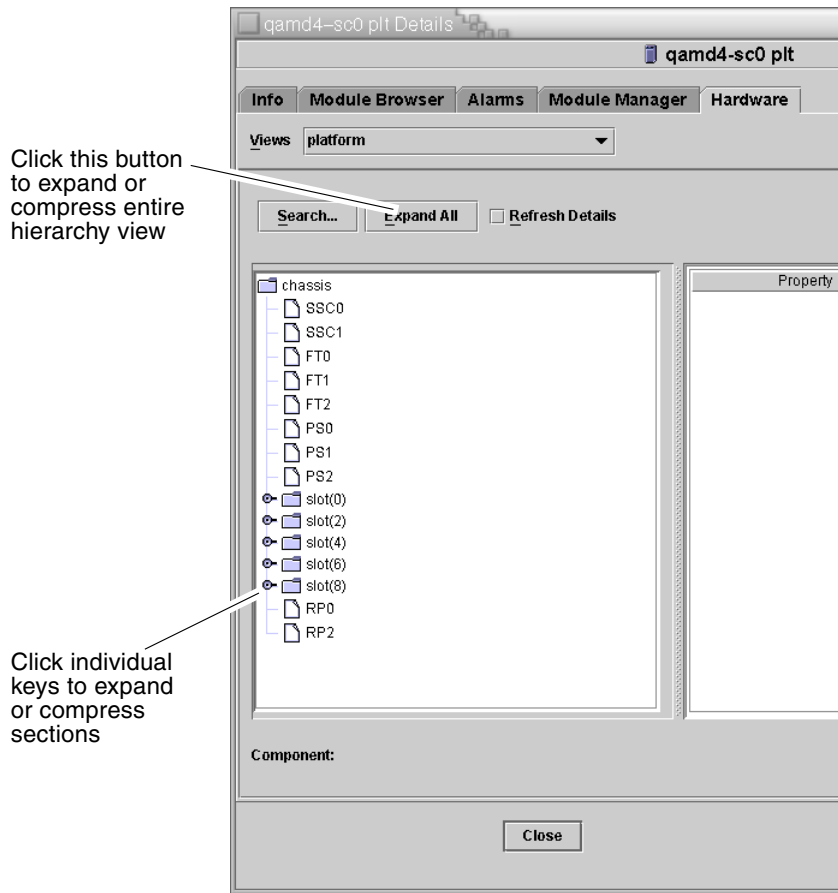 qamd4-sc0 plt Details
qamd4-sc0 plt
Info Module Browser Alarms Module Manager Hardware
Views platform
Click this button
to expand or
compress entire
hierarchy view
Search... Expand All Refresh Details
chassis
Property
SSC0
SSC1
FT0
FT1
FT2
PS0
PS1
PS2
slot(0)
slot(2)
slot(4)
slot(6)
slot(8)
RP0
RP2
Click individual
keys to expand
or compress
sections
Component:
Close